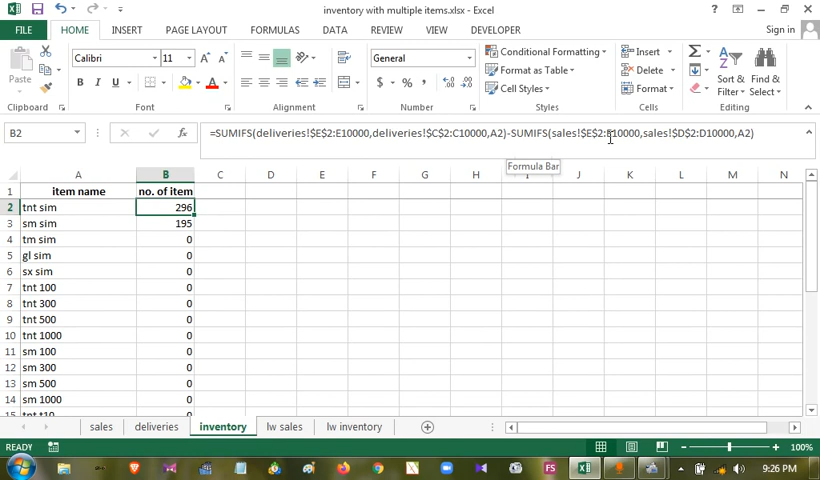 inventory with multiple items.xlsx - Excel
FILE HOME INSERT PAGE LAYOUT FORMULAS DATA REVIEW VIEW DEVELOPER Sign in
Paste
Clipboard
Calibri 11
B I U
Font
Alignment
General
$ % ,
Number
Conditional Formatting
Format as Table
Cell Styles
Styles
Insert
Delete
Format
Cells
Sort & Filter
Find & Select
Editing
B2 =SUMIFS(deliveries!$E$2:E10000,deliveries!$C$2:C10000,A2)-SUMIFS(sales!$E$2:E10000,sales!$D$2:D10000,A2)
Formula Bar
A B C D E F G H I J K L M N
1 item name no. of item
2 tnt sim 296
3 sm sim 195
4 tm sim 0
5 gl sim 0
6 sx sim 0
7 tnt 100 0
8 tnt 300 0
9 tnt 500 0
10 tnt 1000 0
11 sm 100 0
12 sm 300 0
13 sm 500 0
14 sm 1000 0
15 tnt t10 0
sales deliveries inventory lw sales lw inventory
READY 100%
FS 9:26 PM